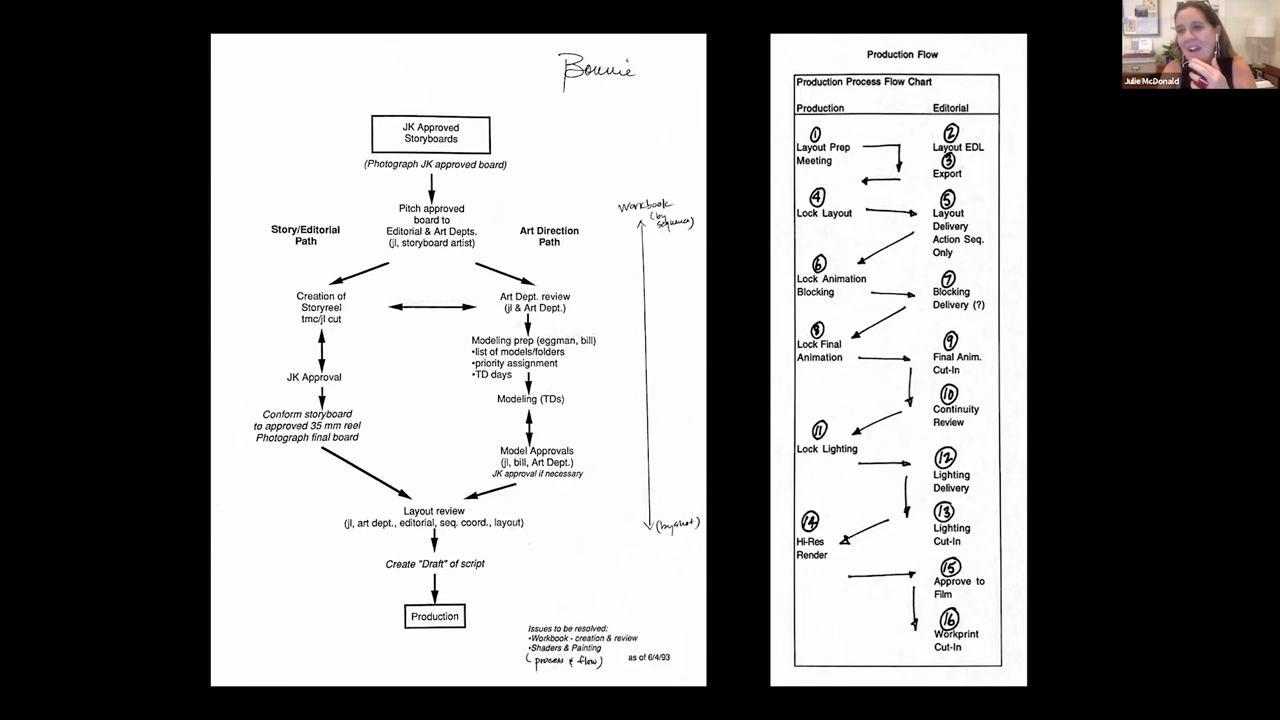 Bonnie
JK Approved
Storyboards
(Photograph JK approved board)
Pitch approved
board to
Editorial & Art Depts.
(jl, storyboard artist)
Story/Editorial
Path
Art Direction
Path
Workbook
(by
sequence)
Creation of
Storyreel
tmc/jl cut
Art Dept. review
(jl & Art Dept.)
Modeling prep (eggman, bill)
•list of models/folders
•priority assignment
•TD days
JK Approval
Modeling (TDs)
Conform storyboard
to approved 35 mm reel
Photograph final board
Model Approvals
(jl, bill, Art Dept.)
JK approval if necessary
Layout review
(jl, art dept., editorial, seq. coord., layout)
(by shot)
Create "Draft" of script
Production
Issues to be resolved:
•Workbook - creation & review
•Shaders & Painting
(process & flow)
as of 6/4/93
Production Flow
Production Process Flow Chart
Production
Editorial
1
Layout Prep
Meeting
2
Layout EDL
3
Export
4
Lock Layout
5
Layout
Delivery
Action Seq.
Only
6
Lock Animation
Blocking
7
Blocking
Delivery (?)
8
Lock Final
Animation
9
Final Anim.
Cut-In
10
Continuity
Review
11
Lock Lighting
12
Lighting
Delivery
13
Lighting
Cut-In
14
Hi-Res
Render
15
Approve to
Film
16
Workprint
Cut-In
Julie McDonald